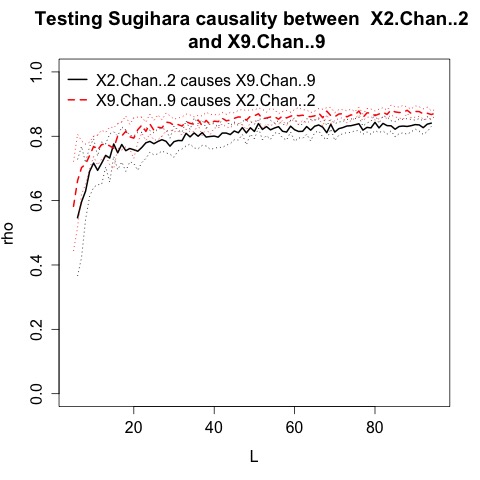 Testing Sugihara causality between  X2.Chan..2
and X9.Chan..9
X2.Chan..2 causes X9.Chan..9
X9.Chan..9 causes X2.Chan..2
1.0
0.8
0.6
0.4
0.2
0.0
rho
20 40 60 80
L